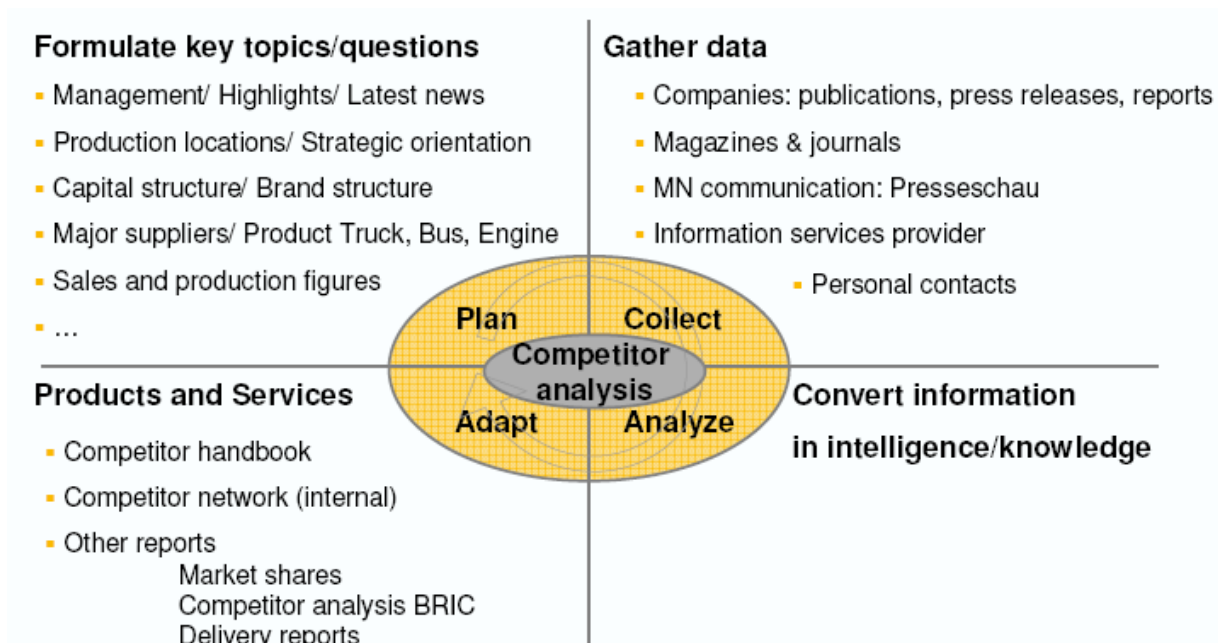 Formulate key topics/questions
▪ Management/ Highlights/ Latest news
▪ Production locations/ Strategic orientation
▪ Capital structure/ Brand structure
▪ Major suppliers/ Product Truck, Bus, Engine
▪ Sales and production figures
▪ ...
Gather data
▪ Companies: publications, press releases, reports
▪ Magazines & journals
▪ MN communication: Presseschau
▪ Information services provider
▪ Personal contacts
Plan
Collect
Competitor
analysis
Adapt
Analyze
Products and Services
▪ Competitor handbook
▪ Competitor network (internal)
▪ Other reports
Market shares
Competitor analysis BRIC
Delivery reports
Convert information
in intelligence/knowledge